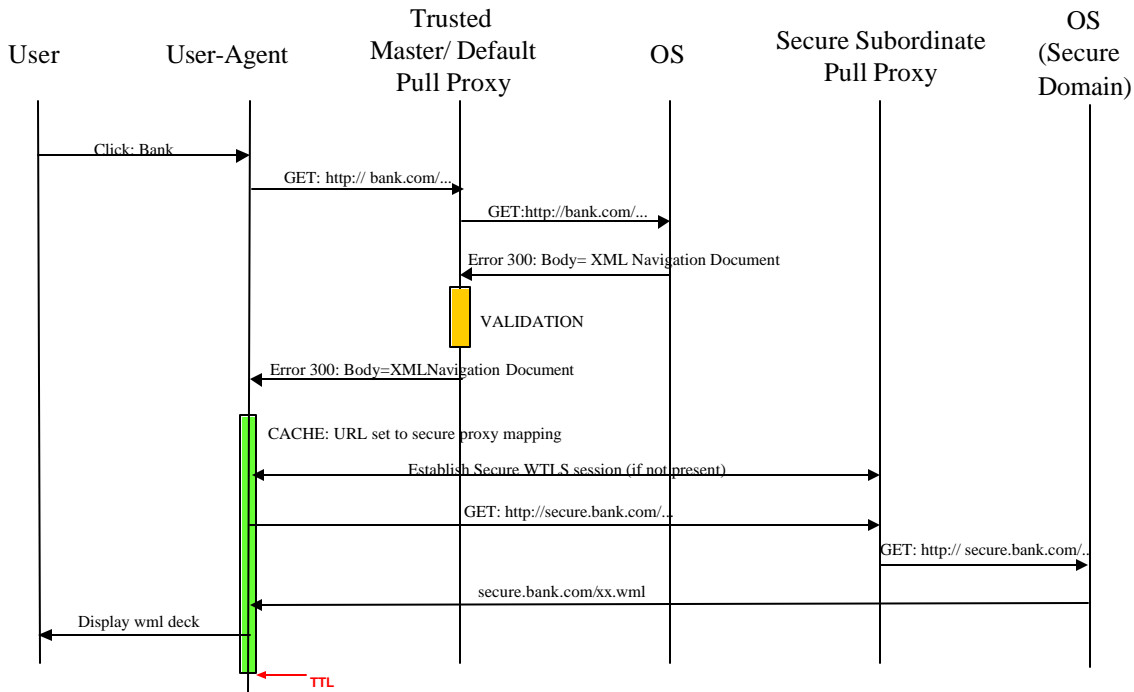 User
User-Agent
Trusted
Master/ Default
Pull Proxy
OS
Secure Subordinate
Pull Proxy
OS
(Secure
Domain)
Click: Bank
GET: http:// bank.com/...
GET:http://bank.com/...
Error 300: Body= XML Navigation Document
VALIDATION
Error 300: Body=XMLNavigation Document
CACHE: URL set to secure proxy mapping
Establish Secure WTLS session (if not present)
GET: http://secure.bank.com/...
GET: http:// secure.bank.com/..
secure.bank.com/xx.wml
Display wml deck
TTL